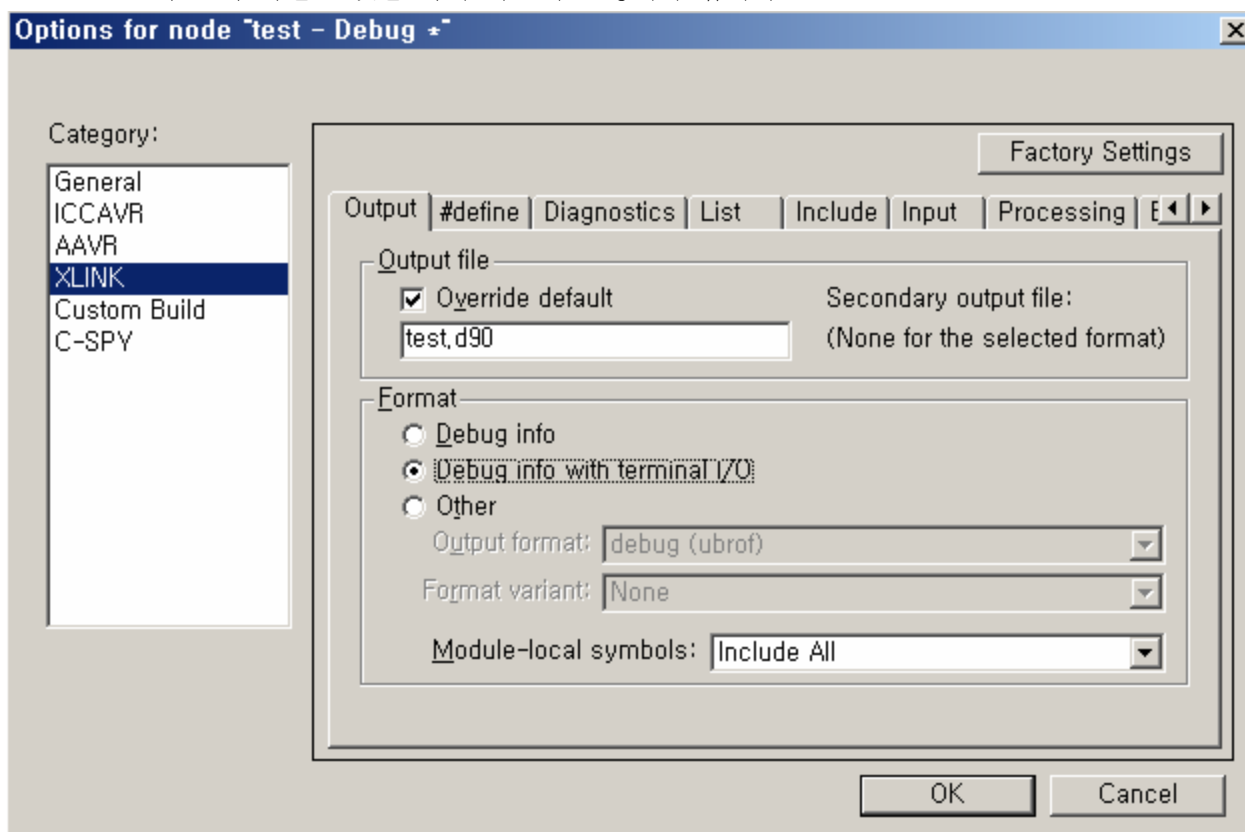 Options for node "test - Debug *"
Category:
General
ICCAVR
AAVR
XLINK
Custom Build
C-SPY
Factory Settings
Output #define Diagnostics List Include Input Processing
Output file
Override default
Secondary output file:
test.d90
(None for the selected format)
Format
Debug info
Debug info with terminal I/O
Other
Output format: debug (ubrof)
Format variant: None
Module-local symbols: Include All
OK Cancel